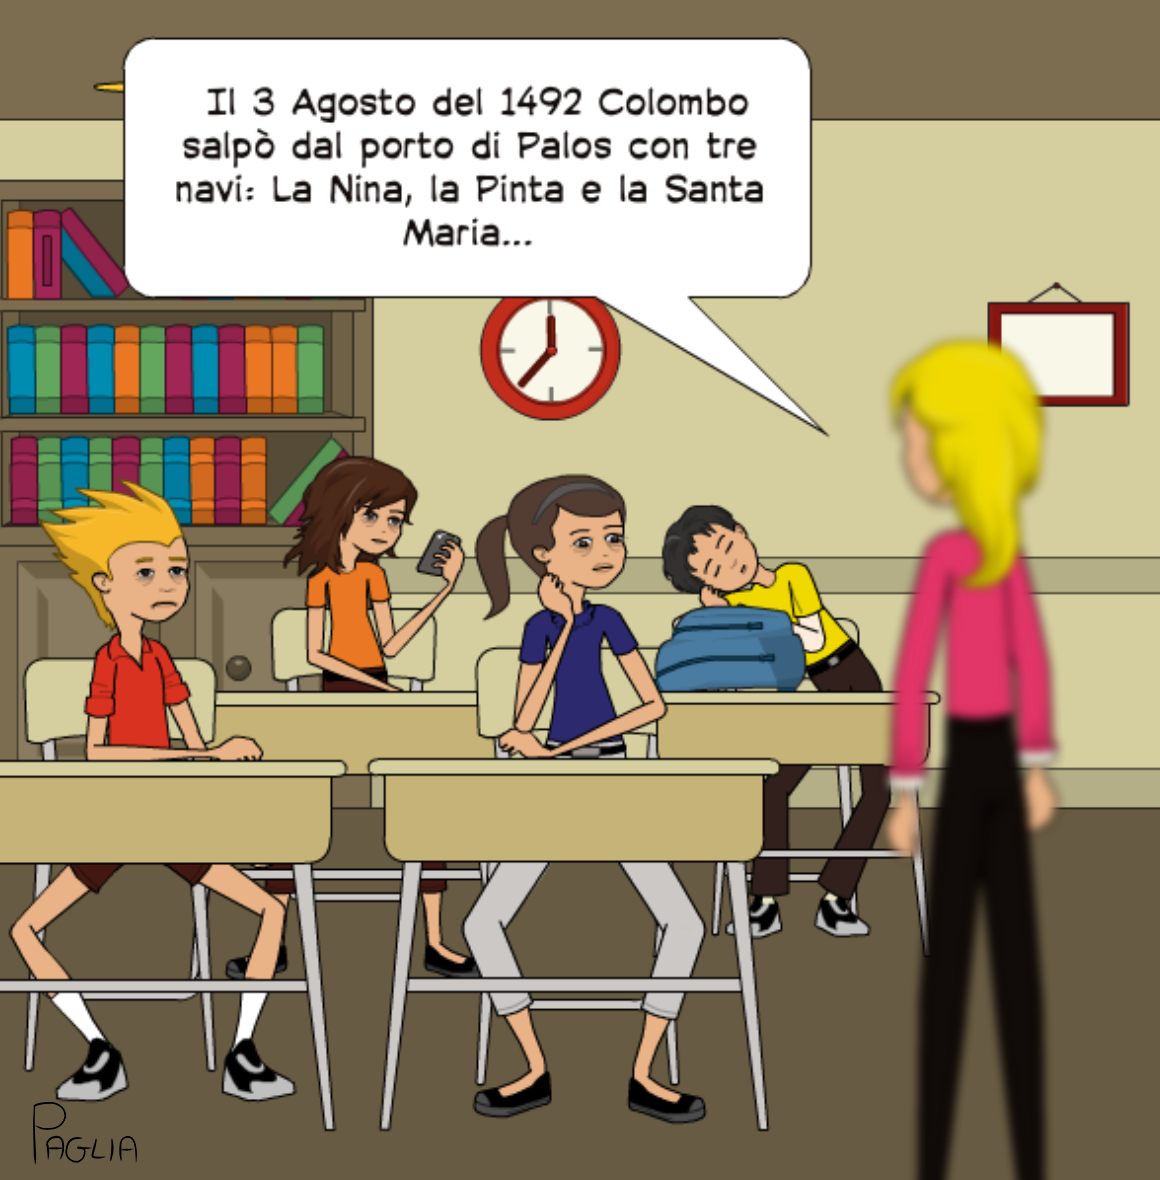 Il 3 Agosto del 1492 Colombo
salpò dal porto di Palos con tre
navi: La Nina, la Pinta e la Santa
Maria...
PAGLIA